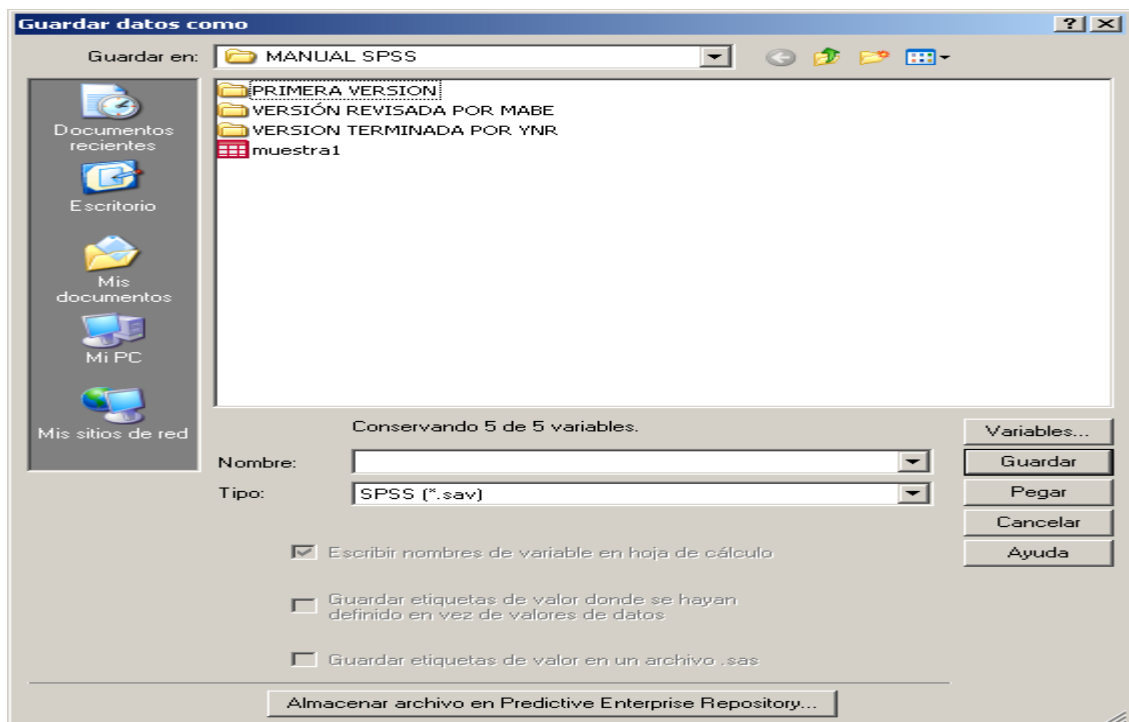 Guardar datos como
Guardar en: MANUAL SPSS
PRIMERA VERSION
VERSIÓN REVISADA POR MABE
VERSION TERMINADA POR YNR
muestra1
Documentos
recientes
Escritorio
Mis
documentos
Mi PC
Mis sitios de red
Conservando 5 de 5 variables.
Nombre:
Tipo: SPSS (*.sav)
Variables...
Guardar
Pegar
Cancelar
Ayuda
Escribir nombres de variable en hoja de cálculo
Guardar etiquetas de valor donde se hayan
definido en vez de valores de datos
Guardar etiquetas de valor en un archivo .sas
Almacenar archivo en Predictive Enterprise Repository...